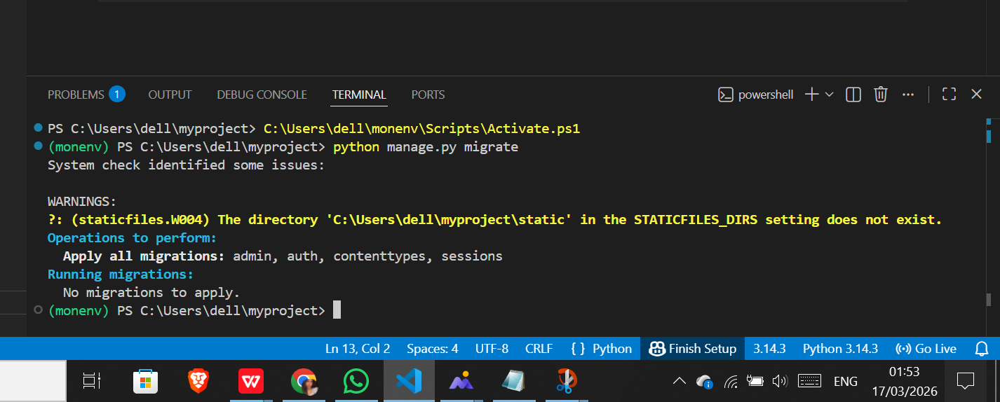 PROBLEMS 1 OUTPUT DEBUG CONSOLE TERMINAL PORTS powershell
PS C:\Users\dell\myproject> C:\Users\dell\monenv\Scripts\Activate.ps1
(monenv) PS C:\Users\dell\myproject> python manage.py migrate
System check identified some issues:
WARNINGS:
?: (staticfiles.W004) The directory 'C:\Users\dell\myproject\static' in the STATICFILES_DIRS setting does not exist.
Operations to perform:
Apply all migrations: admin, auth, contenttypes, sessions
Running migrations:
No migrations to apply.
(monenv) PS C:\Users\dell\myproject>
Ln 13, Col 2 Spaces: 4 UTF-8 CRLF { } Python Finish Setup 3.14.3 Python 3.14.3 Go Live
ENG
01:53
17/03/2026